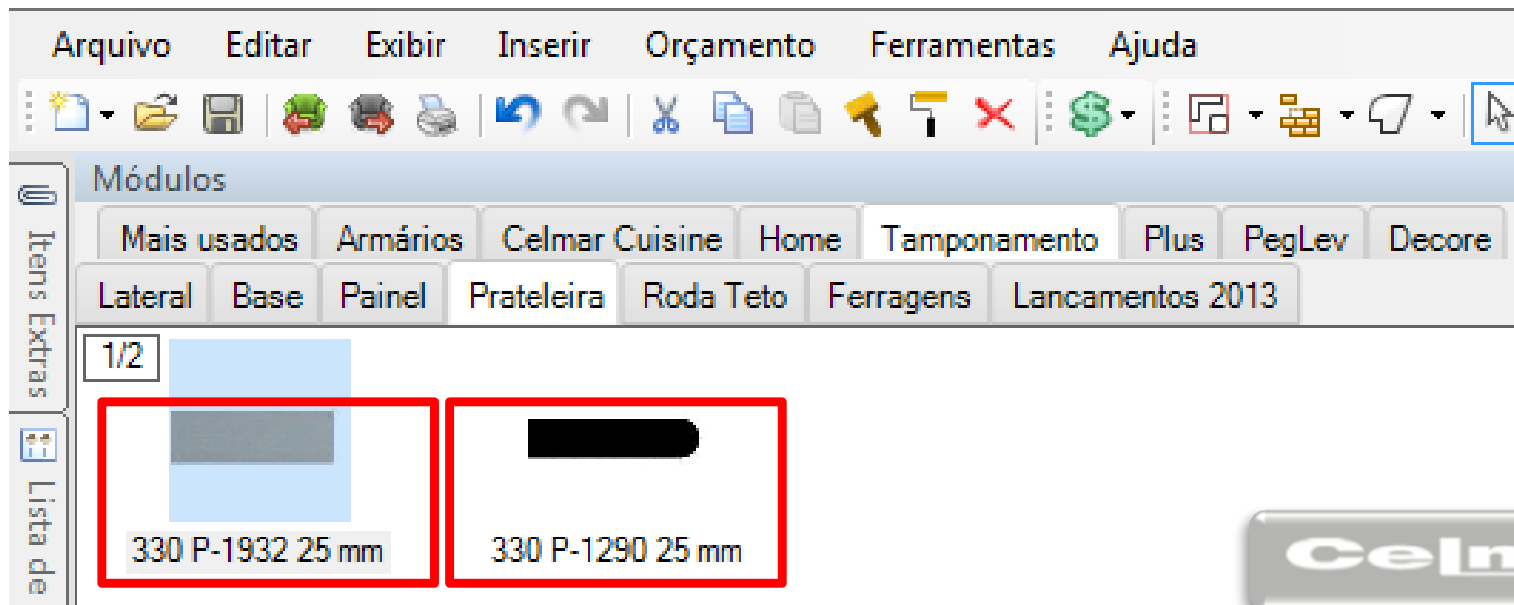 Arquivo Editar Exibir Inserir Orçamento Ferramentas Ajuda
Módulos
Mais usados Armários Celmar Cuisine Home Tamponamento Plus PegLev Decore
Lateral Base Painel Prateleira Roda Teto Ferragens Lancamentos 2013
Itens Extras
Lista de
1/2
330 P-1932 25 mm
330 P-1290 25 mm